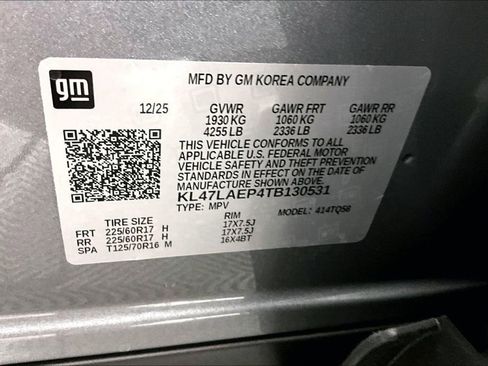 gm
MFD BY GM KOREA COMPANY
12/25 GVWR GAWR FRT GAWR RR
1930 KG 1060 KG 1060 KG
4255 LB 2336 LB 2336 LB
THIS VEHICLE CONFORMS TO ALL
APPLICABLE U.S. FEDERAL MOTOR
VEHICLE SAFETY AND THEFT PREVENTION
STANDARDS IN EFFECT ON THE DATE OF
MANUFACTURE SHOWN ABOVE.
KL47LAEP4TB130531
TYPE: MPV MODEL: 414TQ56
TIRE SIZE RIM
FRT 225/60R17 H 17X7.5J
RR 225/60R17 H 17X7.5J
SPA T125/70R16 M 16X4BT